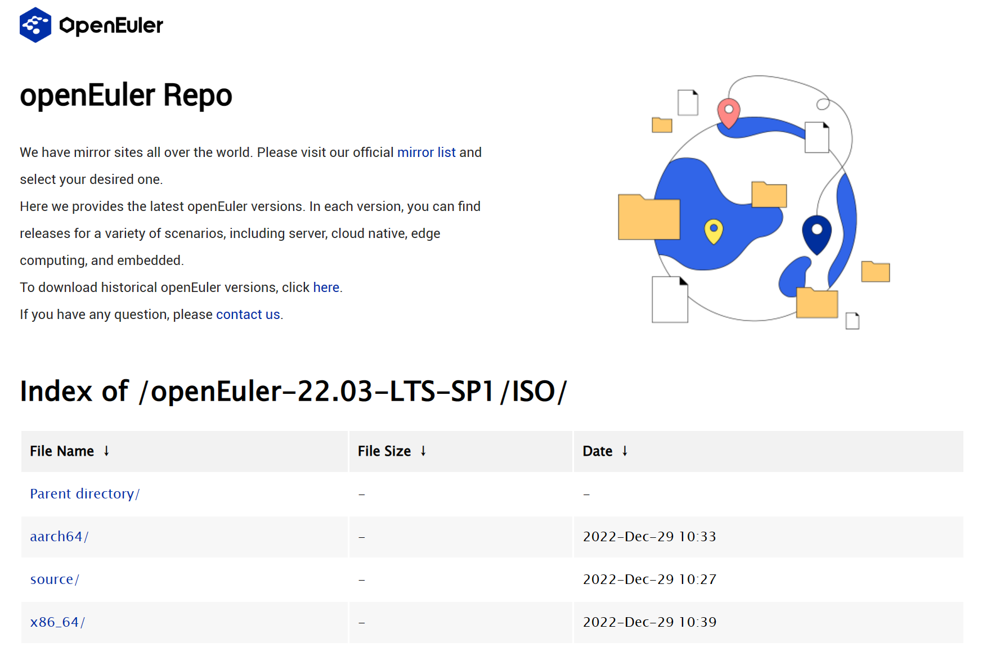 OpenEuler
openEuler Repo
We have mirror sites all over the world. Please visit our official mirror list and
select your desired one.
Here we provides the latest openEuler versions. In each version, you can find
releases for a variety of scenarios, including server, cloud native, edge
computing, and embedded.
To download historical openEuler versions, click here.
If you have any question, please contact us.
Index of /openEuler-22.03-LTS-SP1/ISO/
File Name ↓ File Size ↓ Date ↓
Parent directory/ - -
aarch64/ - 2022-Dec-29 10:33
source/ - 2022-Dec-29 10:27
x86_64/ - 2022-Dec-29 10:39